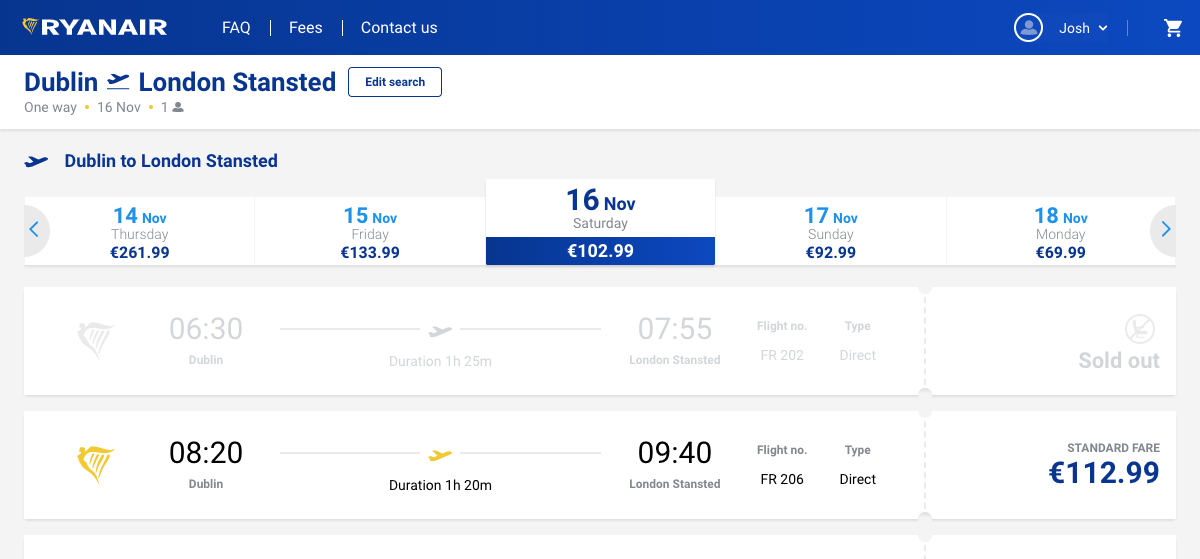 RYANAIR FAQ Fees Contact us Josh
Dublin London Stansted Edit search
One way • 16 Nov • 1
Dublin to London Stansted
14 Nov
Thursday
€261.99
15 Nov
Friday
€133.99
16 Nov
Saturday
€102.99
17 Nov
Sunday
€92.99
18 Nov
Monday
€69.99
06:30
Dublin
Duration 1h 25m
07:55
London Stansted
Flight no.
FR 202
Type
Direct
Sold out
08:20
Dublin
Duration 1h 20m
09:40
London Stansted
Flight no.
FR 206
Type
Direct
STANDARD FARE
€112.99